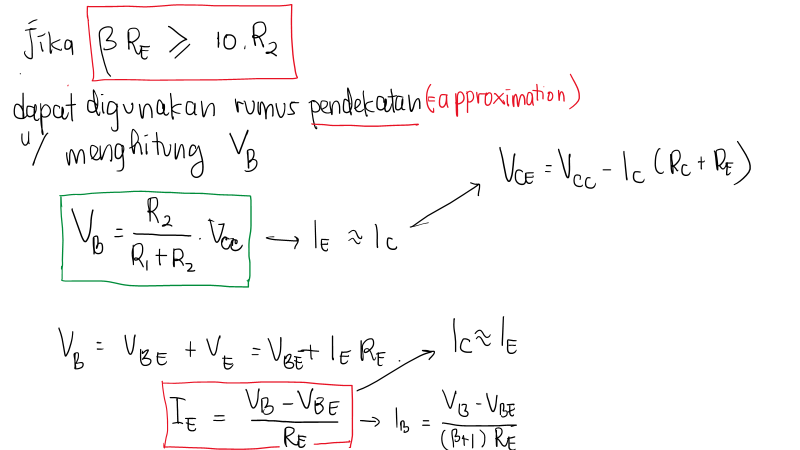 Jika β R_E ≥ 10.R_2
dapat digunakan rumus pendekatan (=approximation)
u/ menghitung V_B
V_CE = V_CC - I_C (R_C + R_E)
V_B = R_2 / (R_1 + R_2) . V_CC → I_E ≈ I_C
V_B = V_BE + V_E = V_BE + I_E R_E.
I_C ≈ I_E
I_E = (V_B - V_BE) / R_E → I_B = (V_B - V_BE) / ((β+1) R_E)